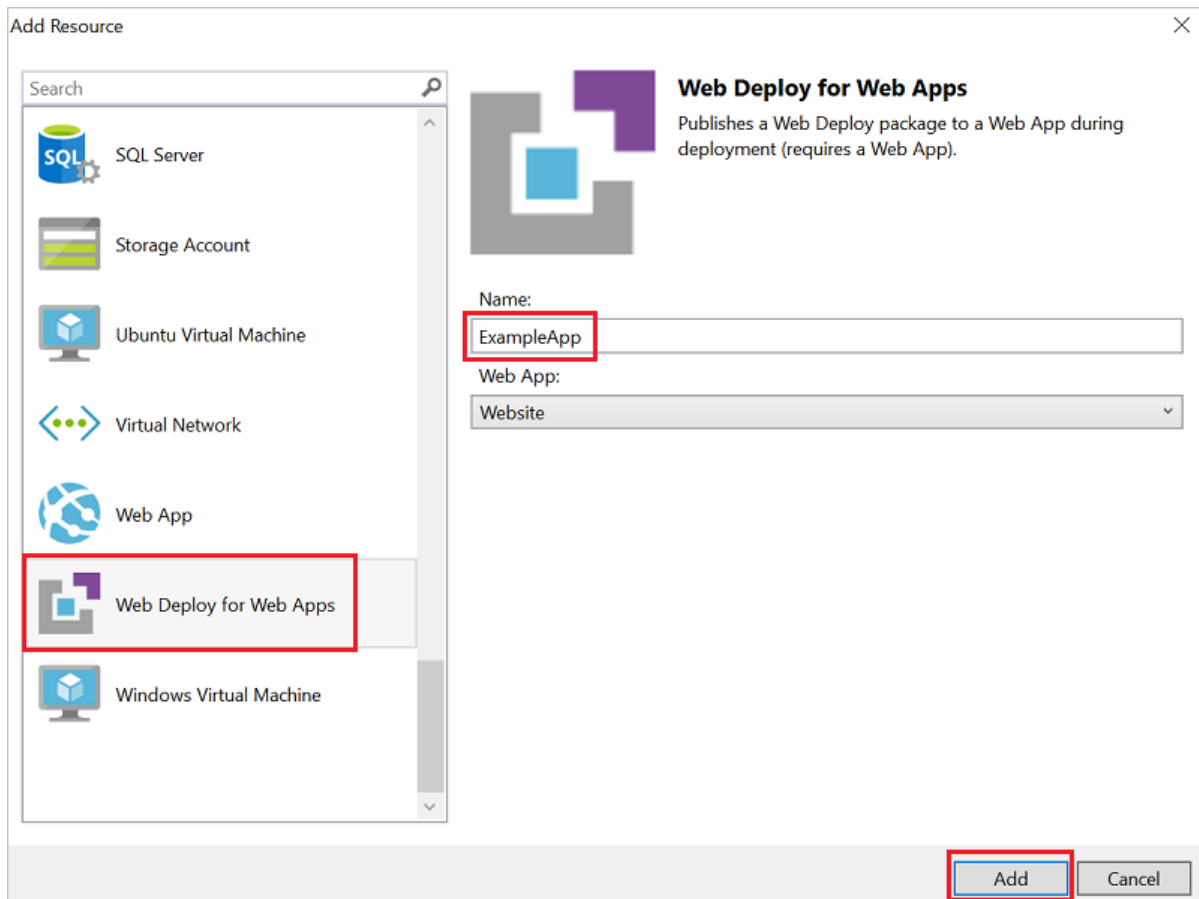 Add Resource
Search
SQL
SQL Server
Storage Account
Ubuntu Virtual Machine
Virtual Network
Web App
Web Deploy for Web Apps
Windows Virtual Machine
Web Deploy for Web Apps
Publishes a Web Deploy package to a Web App during
deployment (requires a Web App).
Name:
ExampleApp
Web App:
Website
Add
Cancel